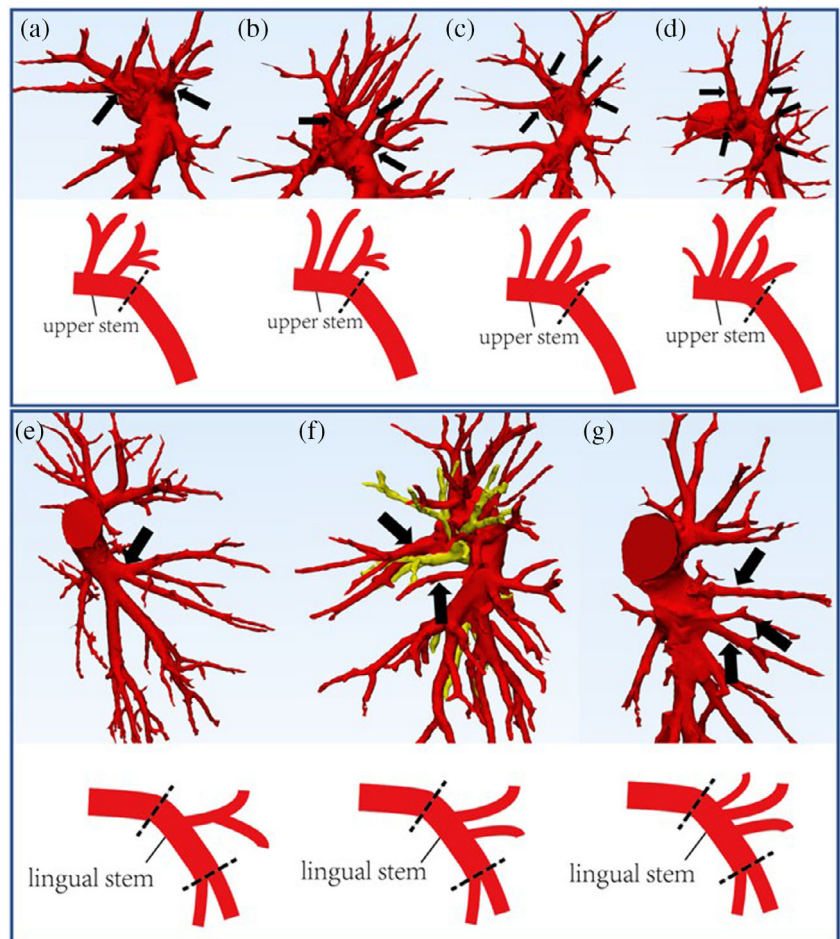 (a) (b) (c) (d)
upper stem upper stem upper stem upper stem
(e) (f) (g)
lingual stem lingual stem lingual stem